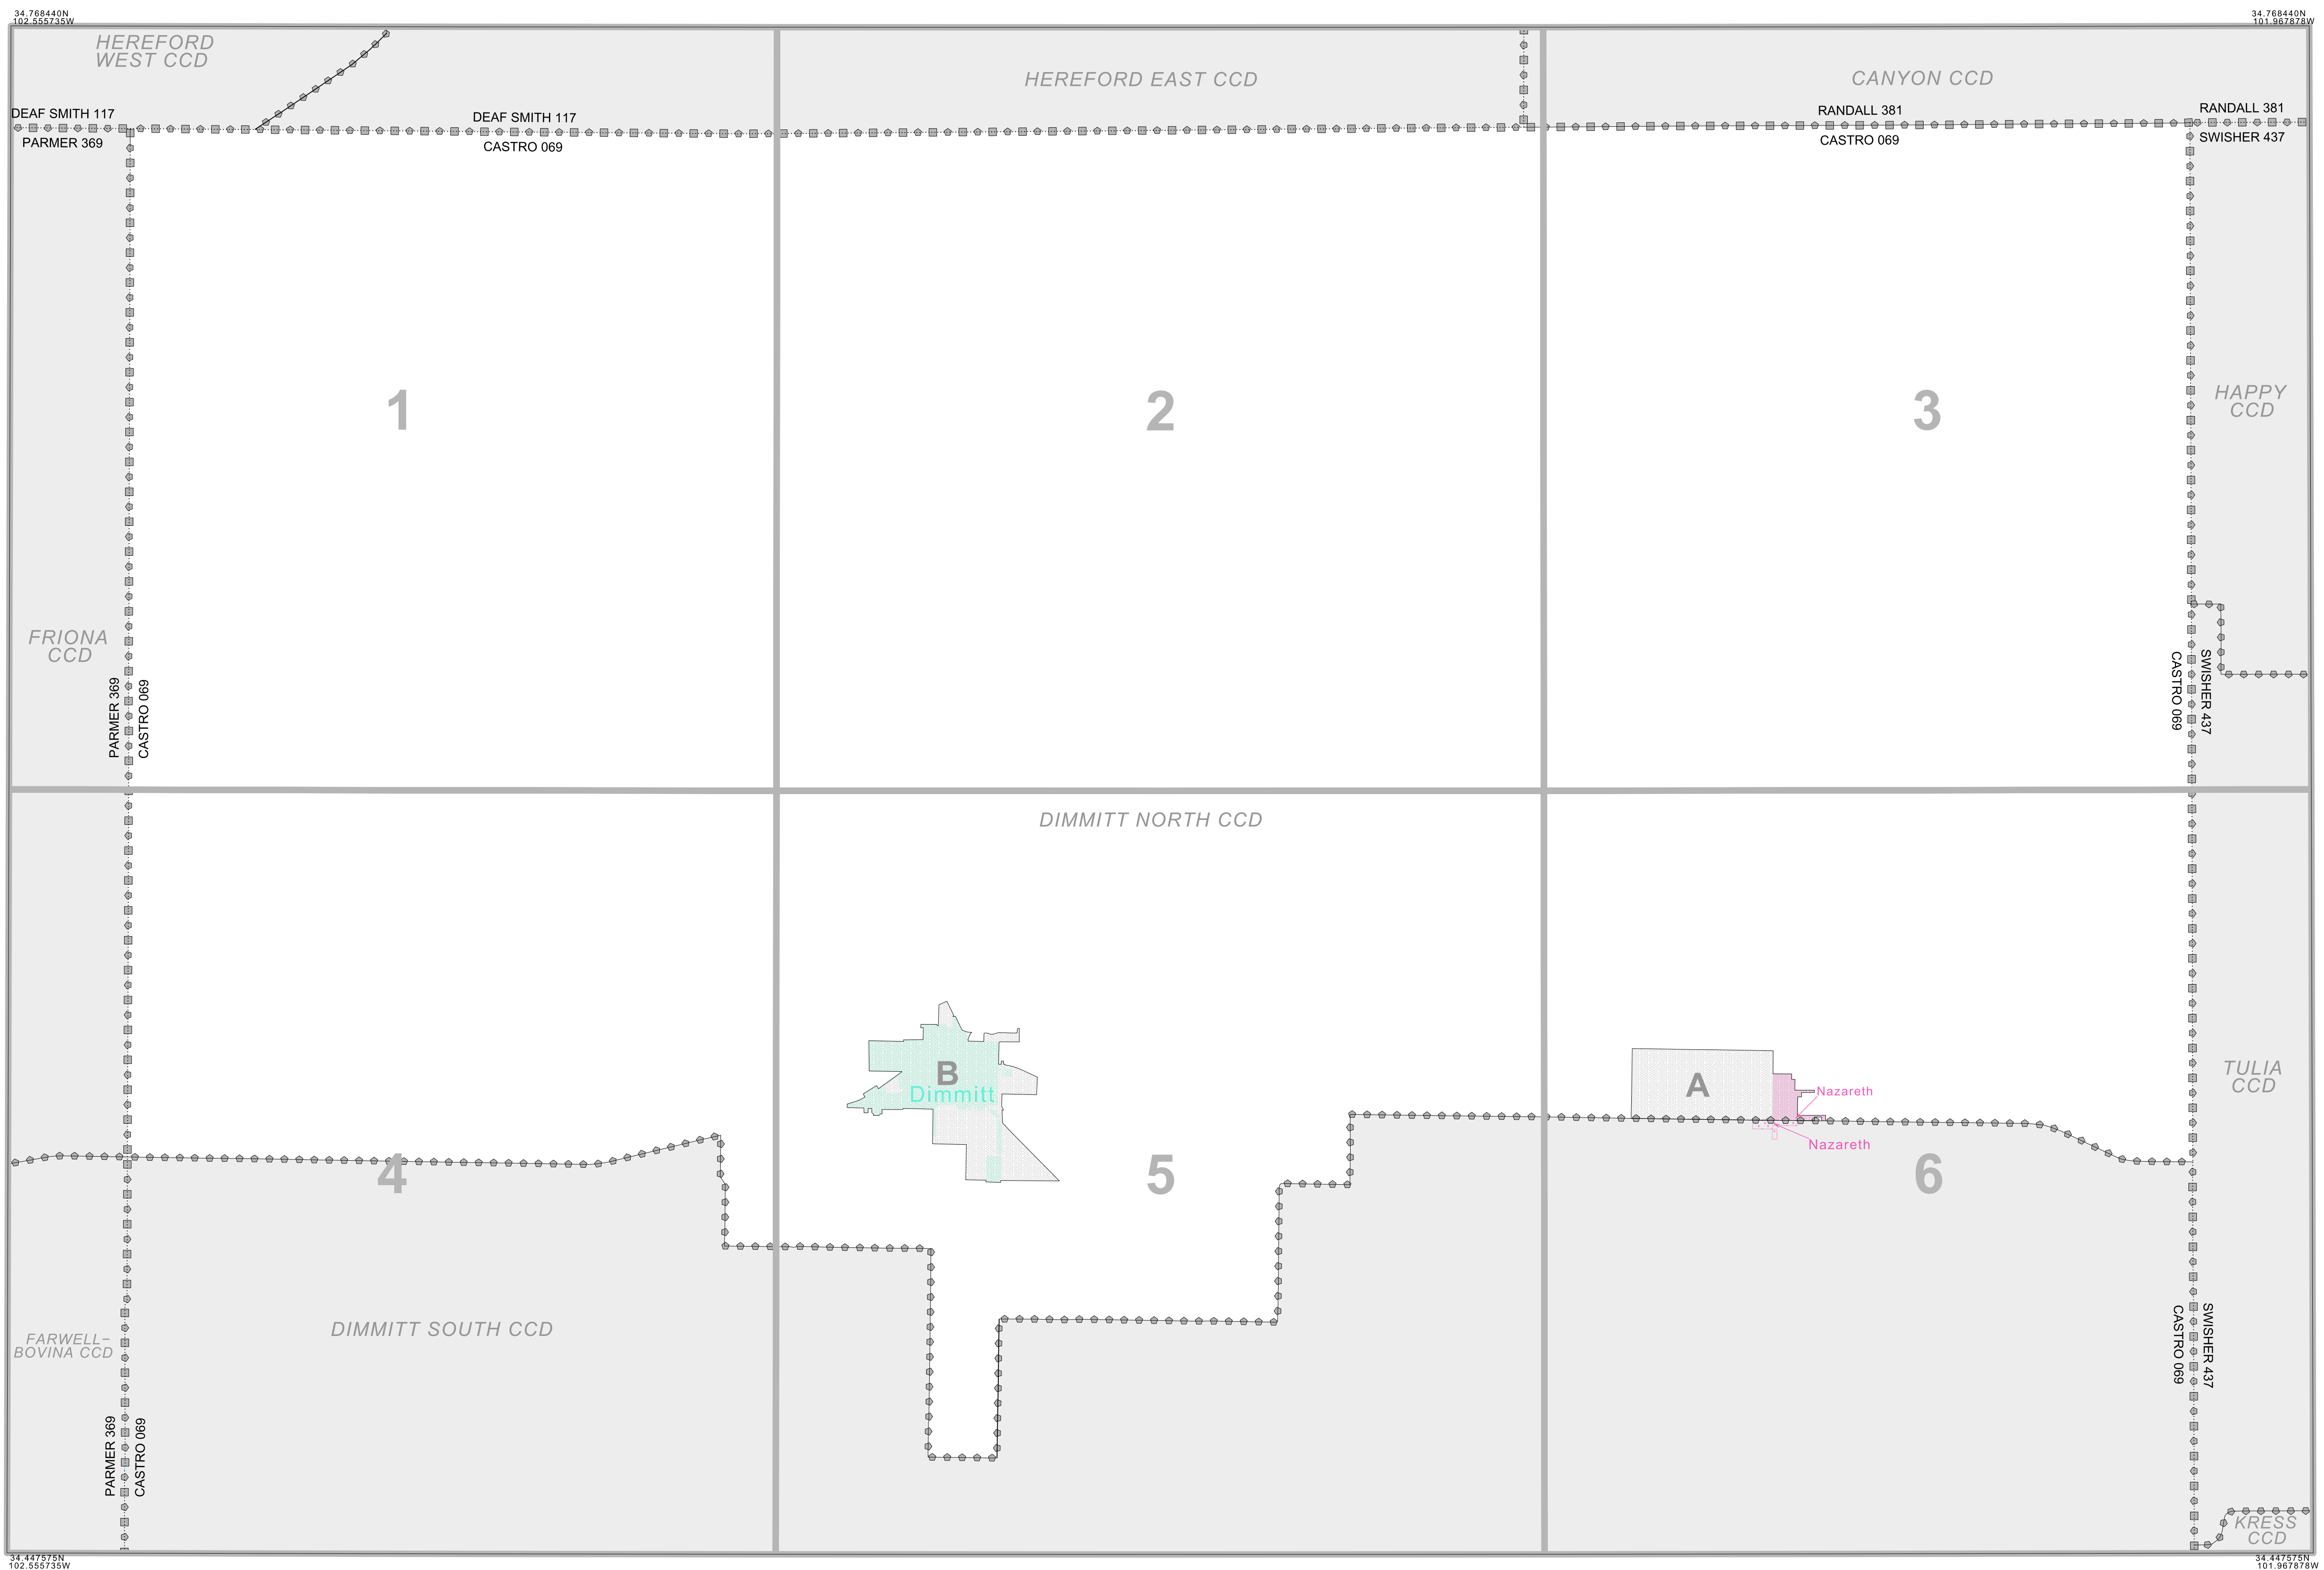 34.768440N
102.555735W
34.768440N
101.967878W
HEREFORD
WEST CCD
HEREFORD EAST CCD
CANYON CCD
DEAF SMITH 117
PARMER 369
DEAF SMITH 117
CASTRO 069
RANDALL 381
CASTRO 069
RANDALL 381
SWISHER 437
1
2
3
HAPPY
CCD
FRIONA
CCD
PARMER 369
CASTRO 069
CASTRO 069
SWISHER 437
DIMMITT NORTH CCD
B
Dimmitt
A
Nazareth
Nazareth
TULIA
CCD
4
5
6
DIMMITT SOUTH CCD
FARWELL–
BOVINA CCD
CASTRO 069
SWISHER 437
PARMER 369
CASTRO 069
KRESS
CCD
34.447575N
102.555735W
34.447575N
101.967878W